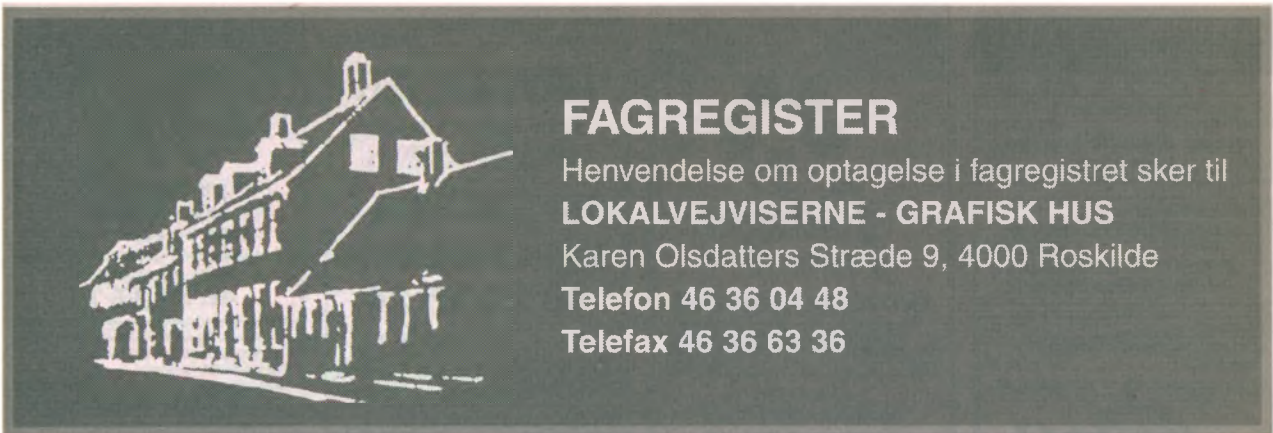 FAGREGISTER
Henvendelse om optagelse i fagregistret sker til
LOKALVEJVISERNE - GRAFISK HUS
Karen Olsdatters Stræde 9, 4000 Roskilde
Telefon 46 36 04 48
Telefax 46 36 63 36